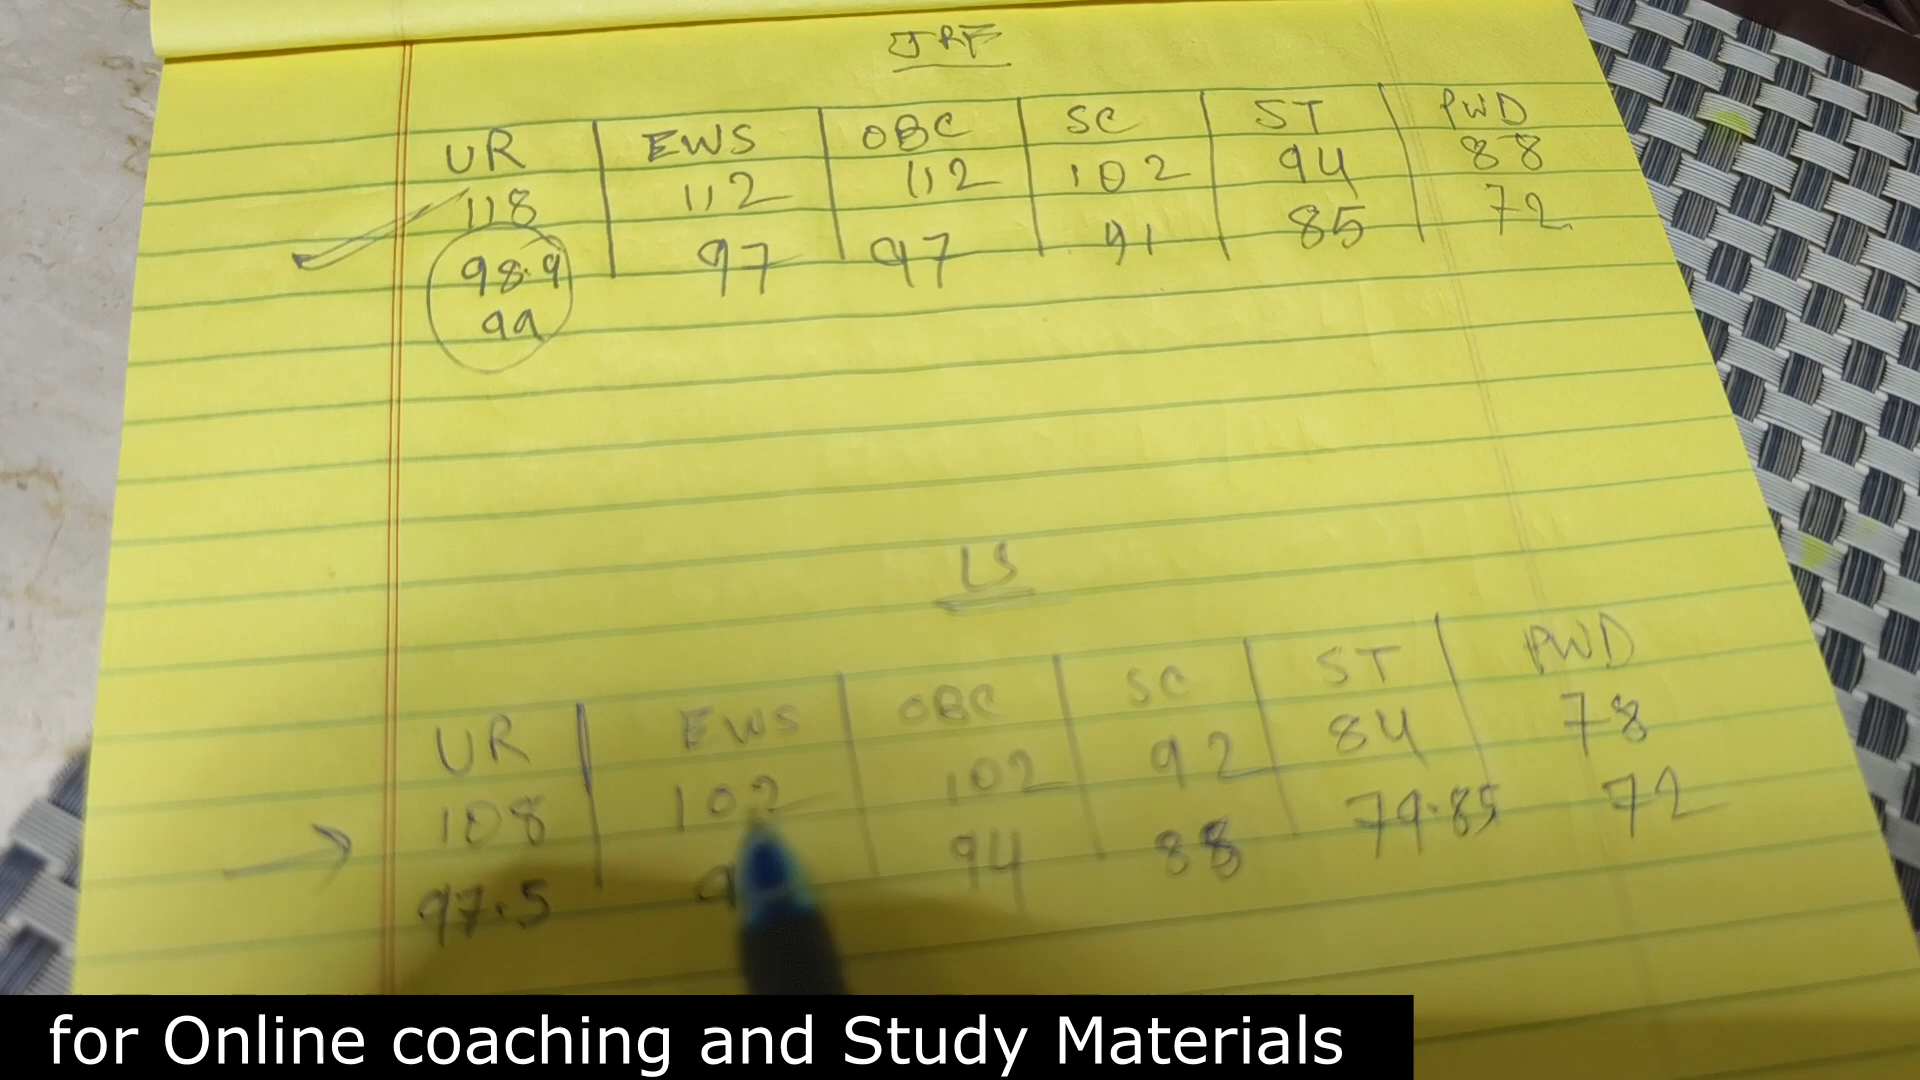 JRF
UR EWS OBC SC ST PWD
118 112 112 102 94 88
98.9 97 97 91 85 72
99
LS
UR EWS OBC SC ST PWD
108 102 102 92 84 78
97.5 94 88 79.85 72
for Online coaching and Study Materials